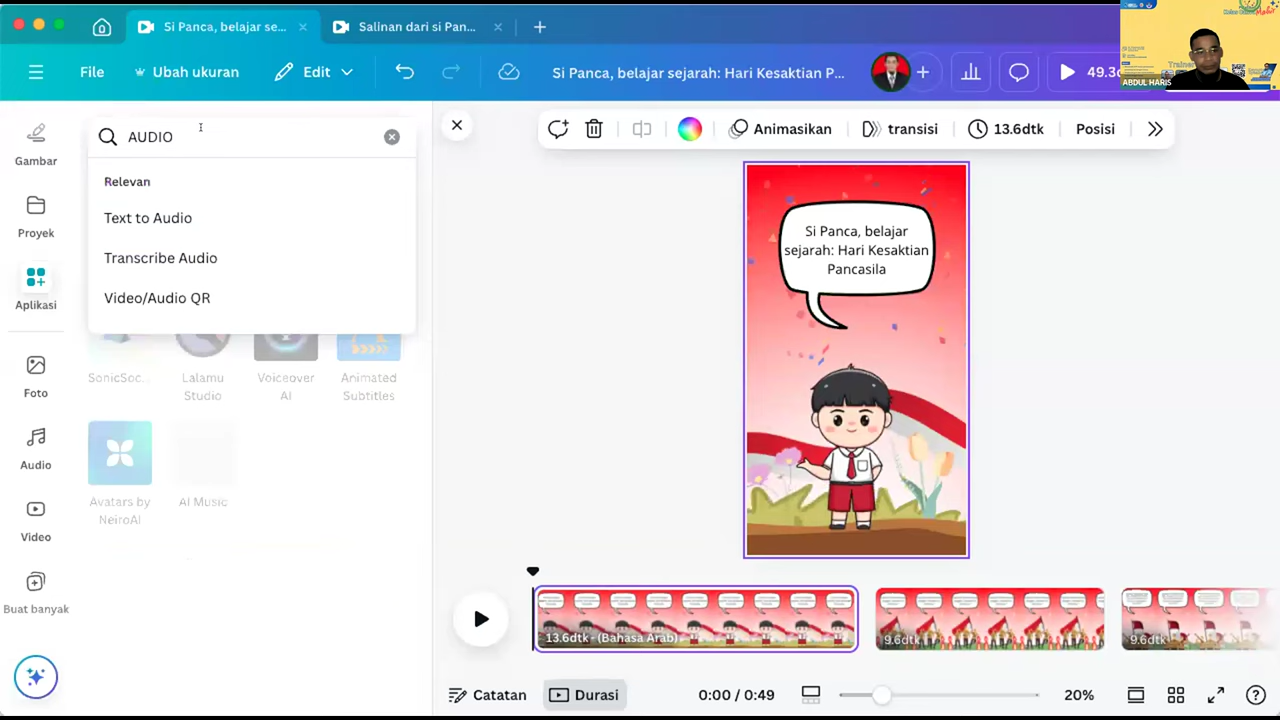 Si Panca, belajar se...
Salinan dari si Pan...
File
Ubah ukuran
Edit
Si Panca, belajar sejarah: Hari Kesaktian P...
49.3d
Trainer
ABDUL HARIS
Gambar
Proyek
Aplikasi
Foto
Audio
Video
Buat banyak
AUDIO
Relevan
Text to Audio
Transcribe Audio
Video/Audio QR
SonicSoc...
Lalamu
Studio
Voiceover
AI
Animated
Subtitles
Avatars by
NeiroAI
AI Music
Animasikan
transisi
13.6dtk
Posisi
Si Panca, belajar
sejarah: Hari Kesaktian
Pancasila
13.6dtk - (Bahasa Arab)
9.6dtk
9.6dtk
Catatan
Durasi
0:00 / 0:49
20%